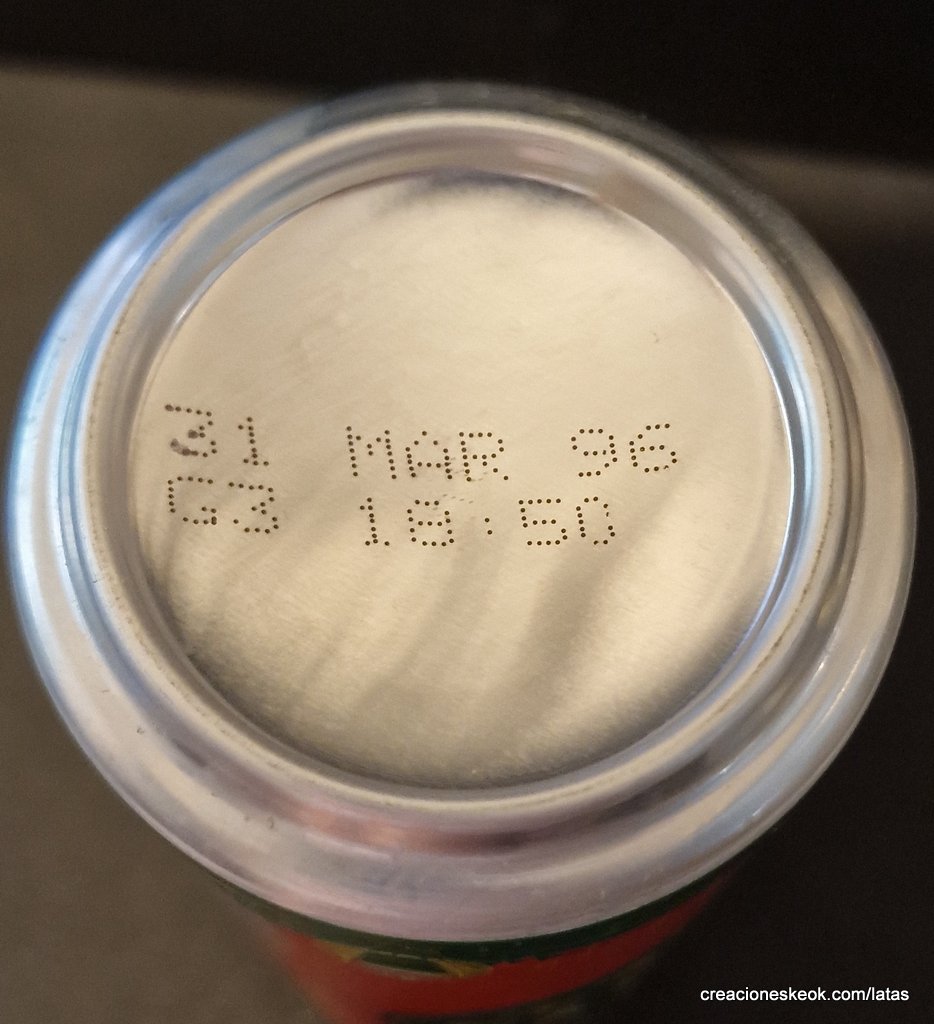 31 MAR 96
G3 18:50
creacioneskeok.com/latas